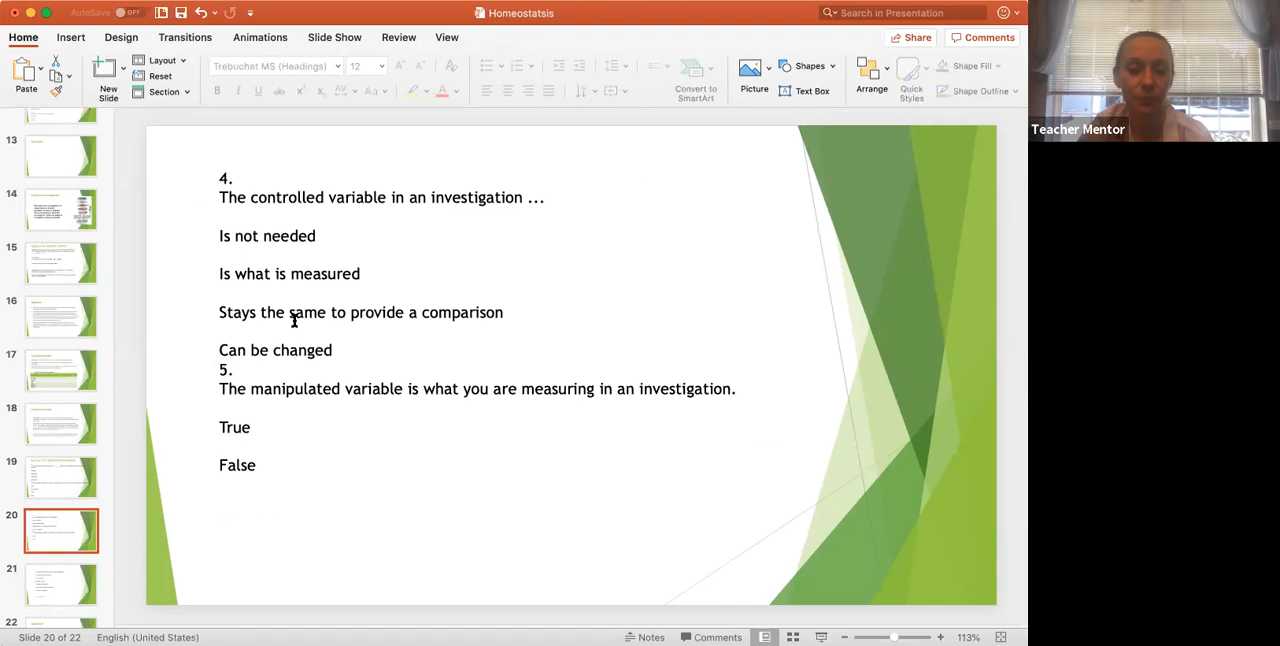 AutoSave OFF
Homeostatsis
Search in Presentation
Home Insert Design Transitions Animations Slide Show Review View
Share Comments
Paste
New Slide
Layout
Reset
Section
Trebuchet MS (Headings) 12
Convert to SmartArt
Picture
Shapes
Text Box
Arrange
Quick Styles
Shape Fill
Shape Outline
Teacher Mentor
13
14
15
16
17
18
19
20
21
22
4.
The controlled variable in an investigation ...
Is not needed
Is what is measured
Stays the same to provide a comparison
Can be changed
5.
The manipulated variable is what you are measuring in an investigation.
True
False
Slide 20 of 22 English (United States)
Notes Comments 113%